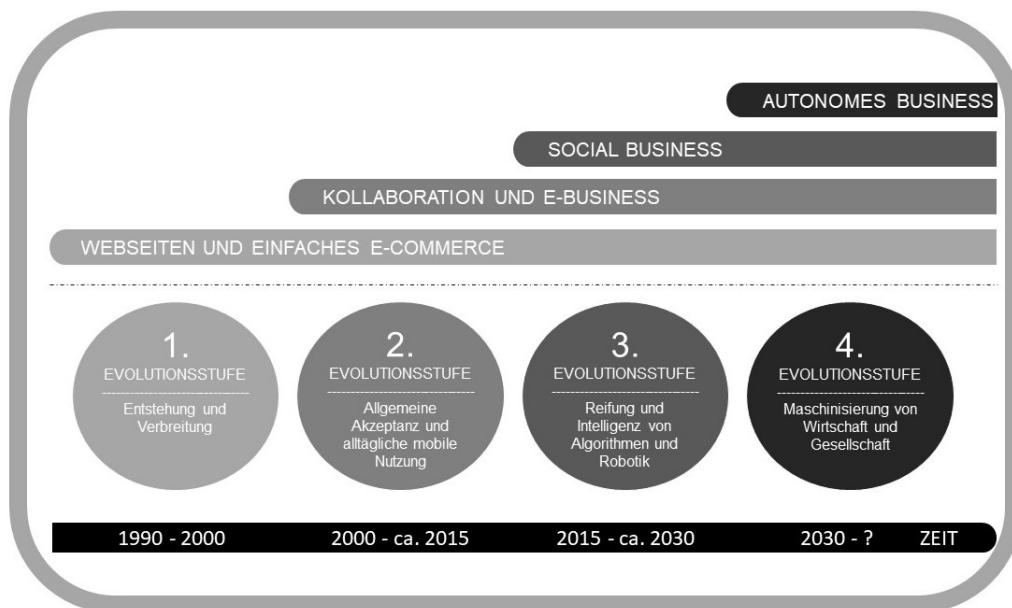 AUTONOMES BUSINESS
SOCIAL BUSINESS
KOLLABORATION UND E-BUSINESS
WEBSEITEN UND EINFACHES E-COMMERCE
1.
EVOLUTIONSSTUFE
Entstehung und
Verbreitung
2.
EVOLUTIONSSTUFE
Allgemeine
Akzeptanz und
alltägliche mobile
Nutzung
3.
EVOLUTIONSSTUFE
Reifung und
Intelligenz von
Algorithmen und
Robotik
4.
EVOLUTIONSSTUFE
Maschinisierung von
Wirtschaft und
Gesellschaft
1990 - 2000
2000 - ca. 2015
2015 - ca. 2030
2030 - ?
ZEIT